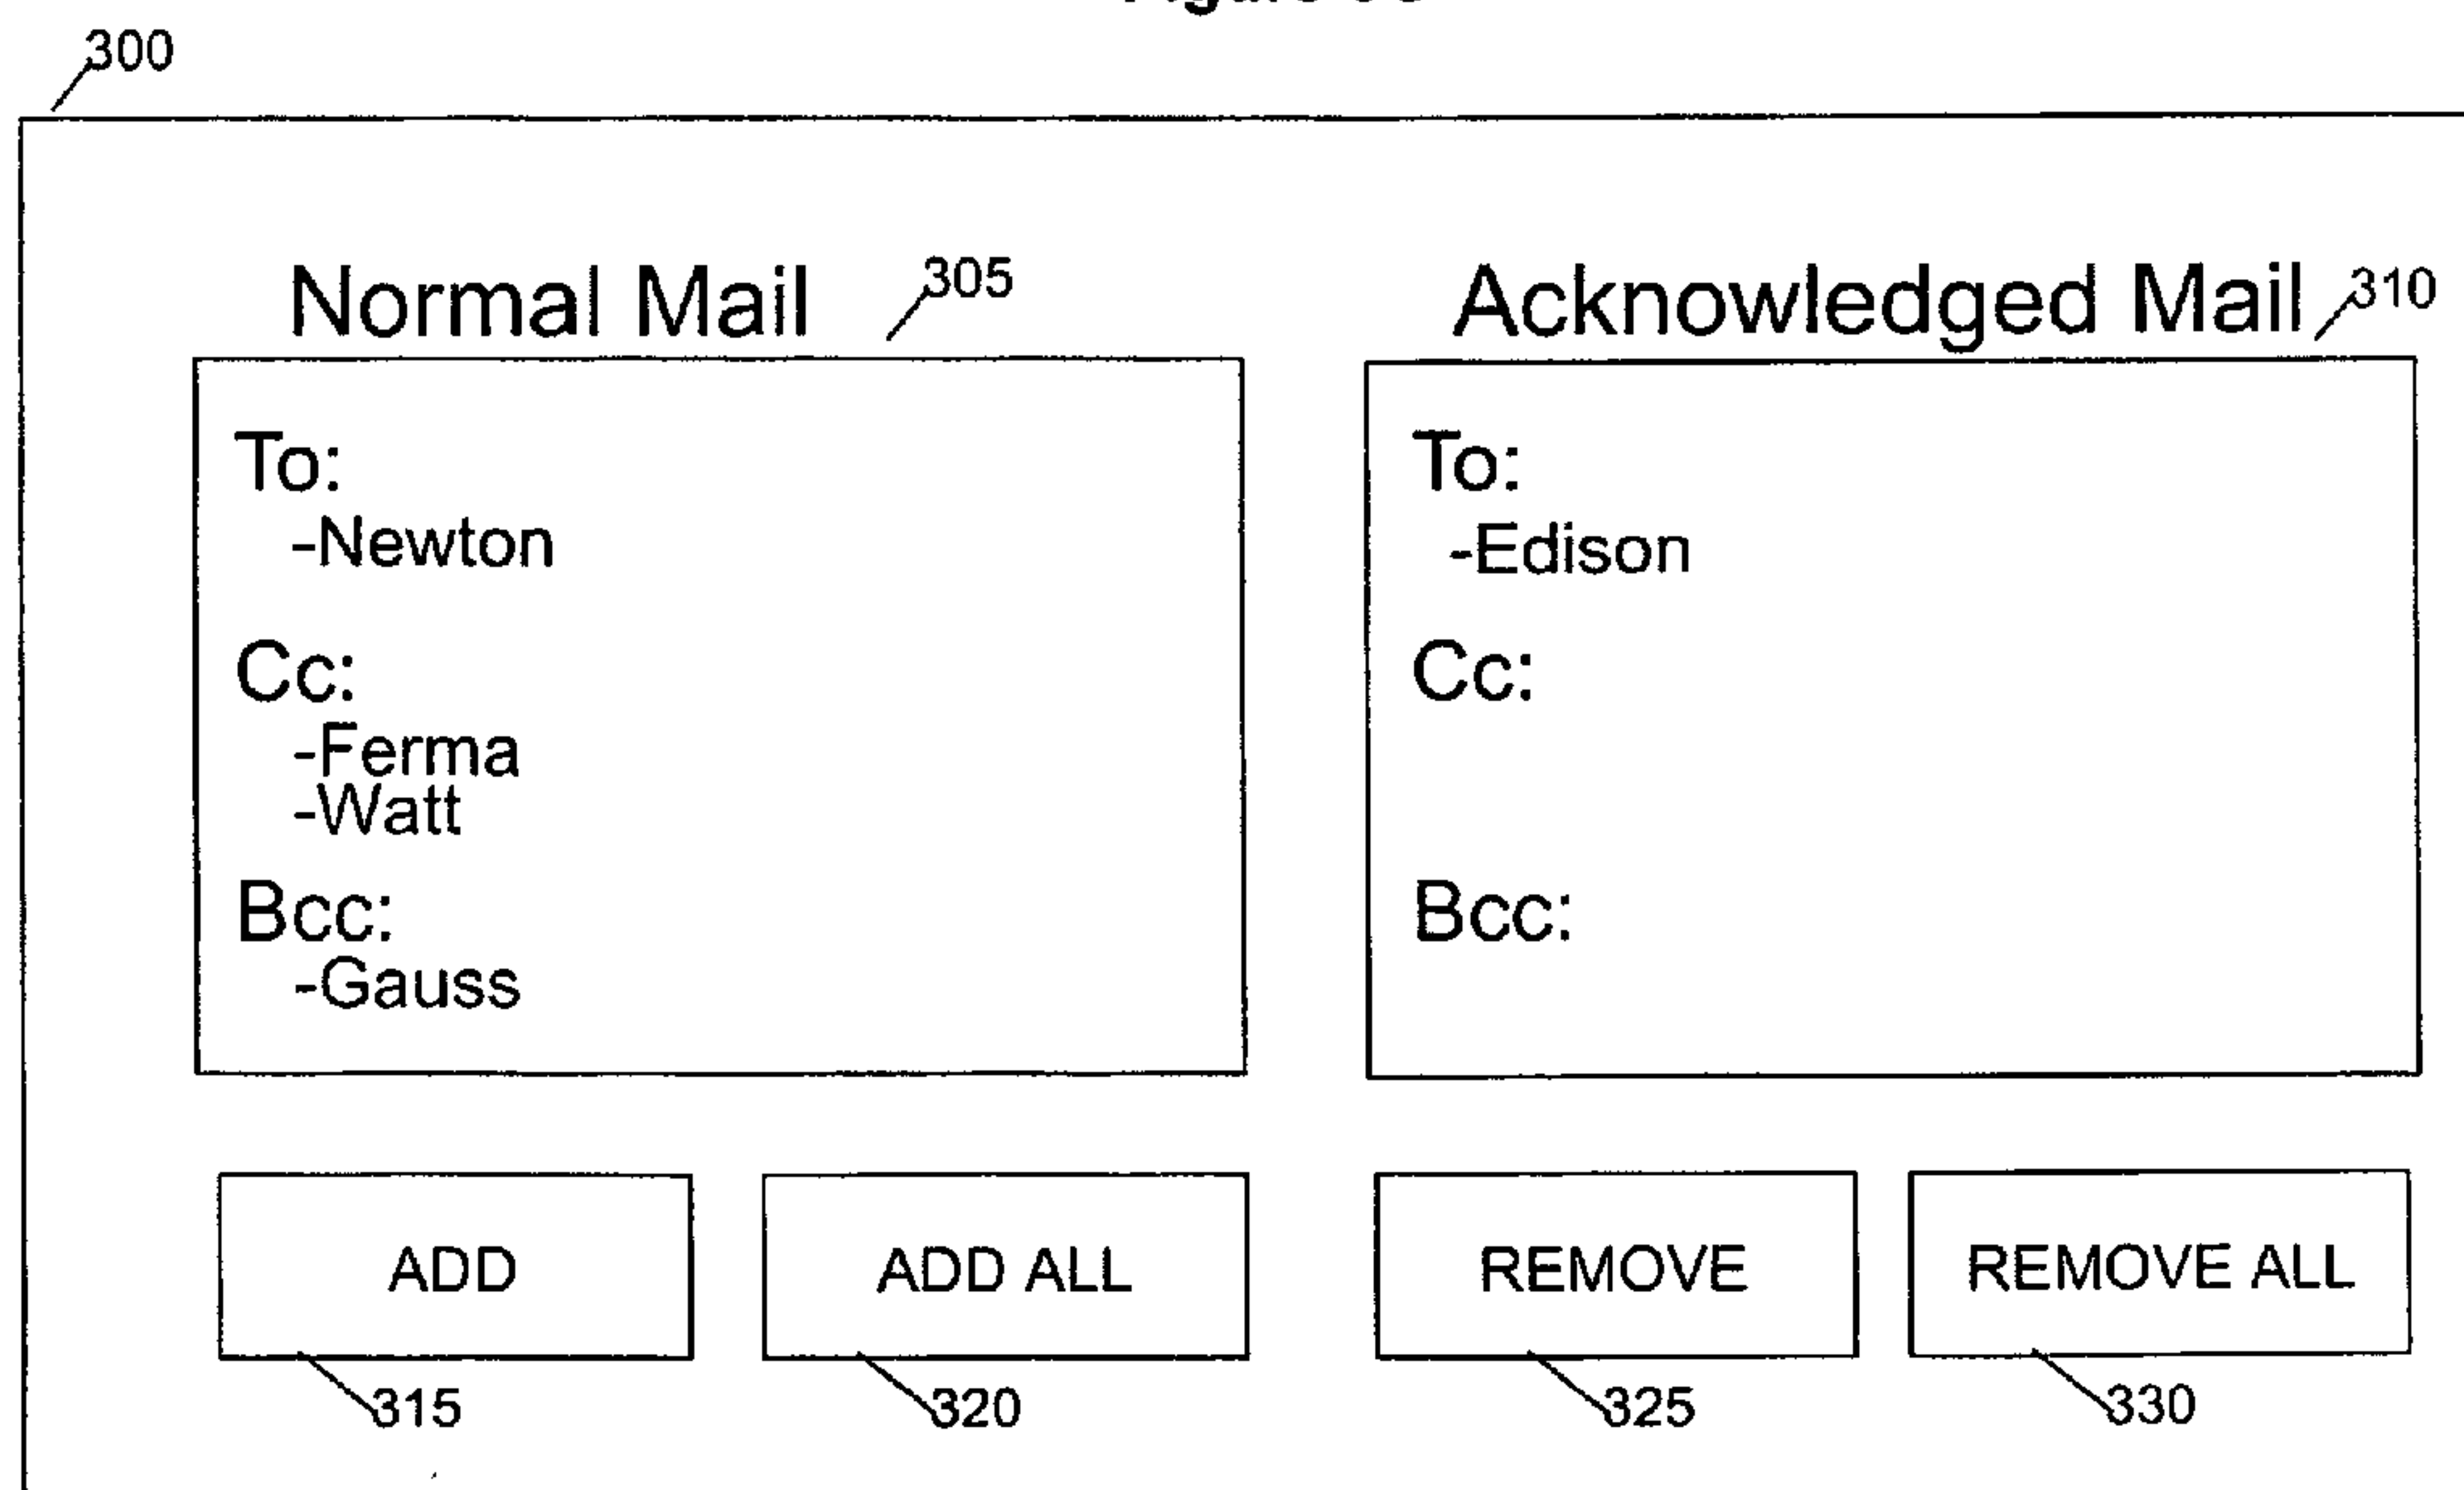 300
Normal Mail 305
Acknowledged Mail 310
To:
-Newton
Cc:
-Ferma
-Watt
Bcc:
-Gauss
To:
-Edison
Cc:
Bcc:
ADD
ADD ALL
REMOVE
REMOVE ALL
315
320
325
330